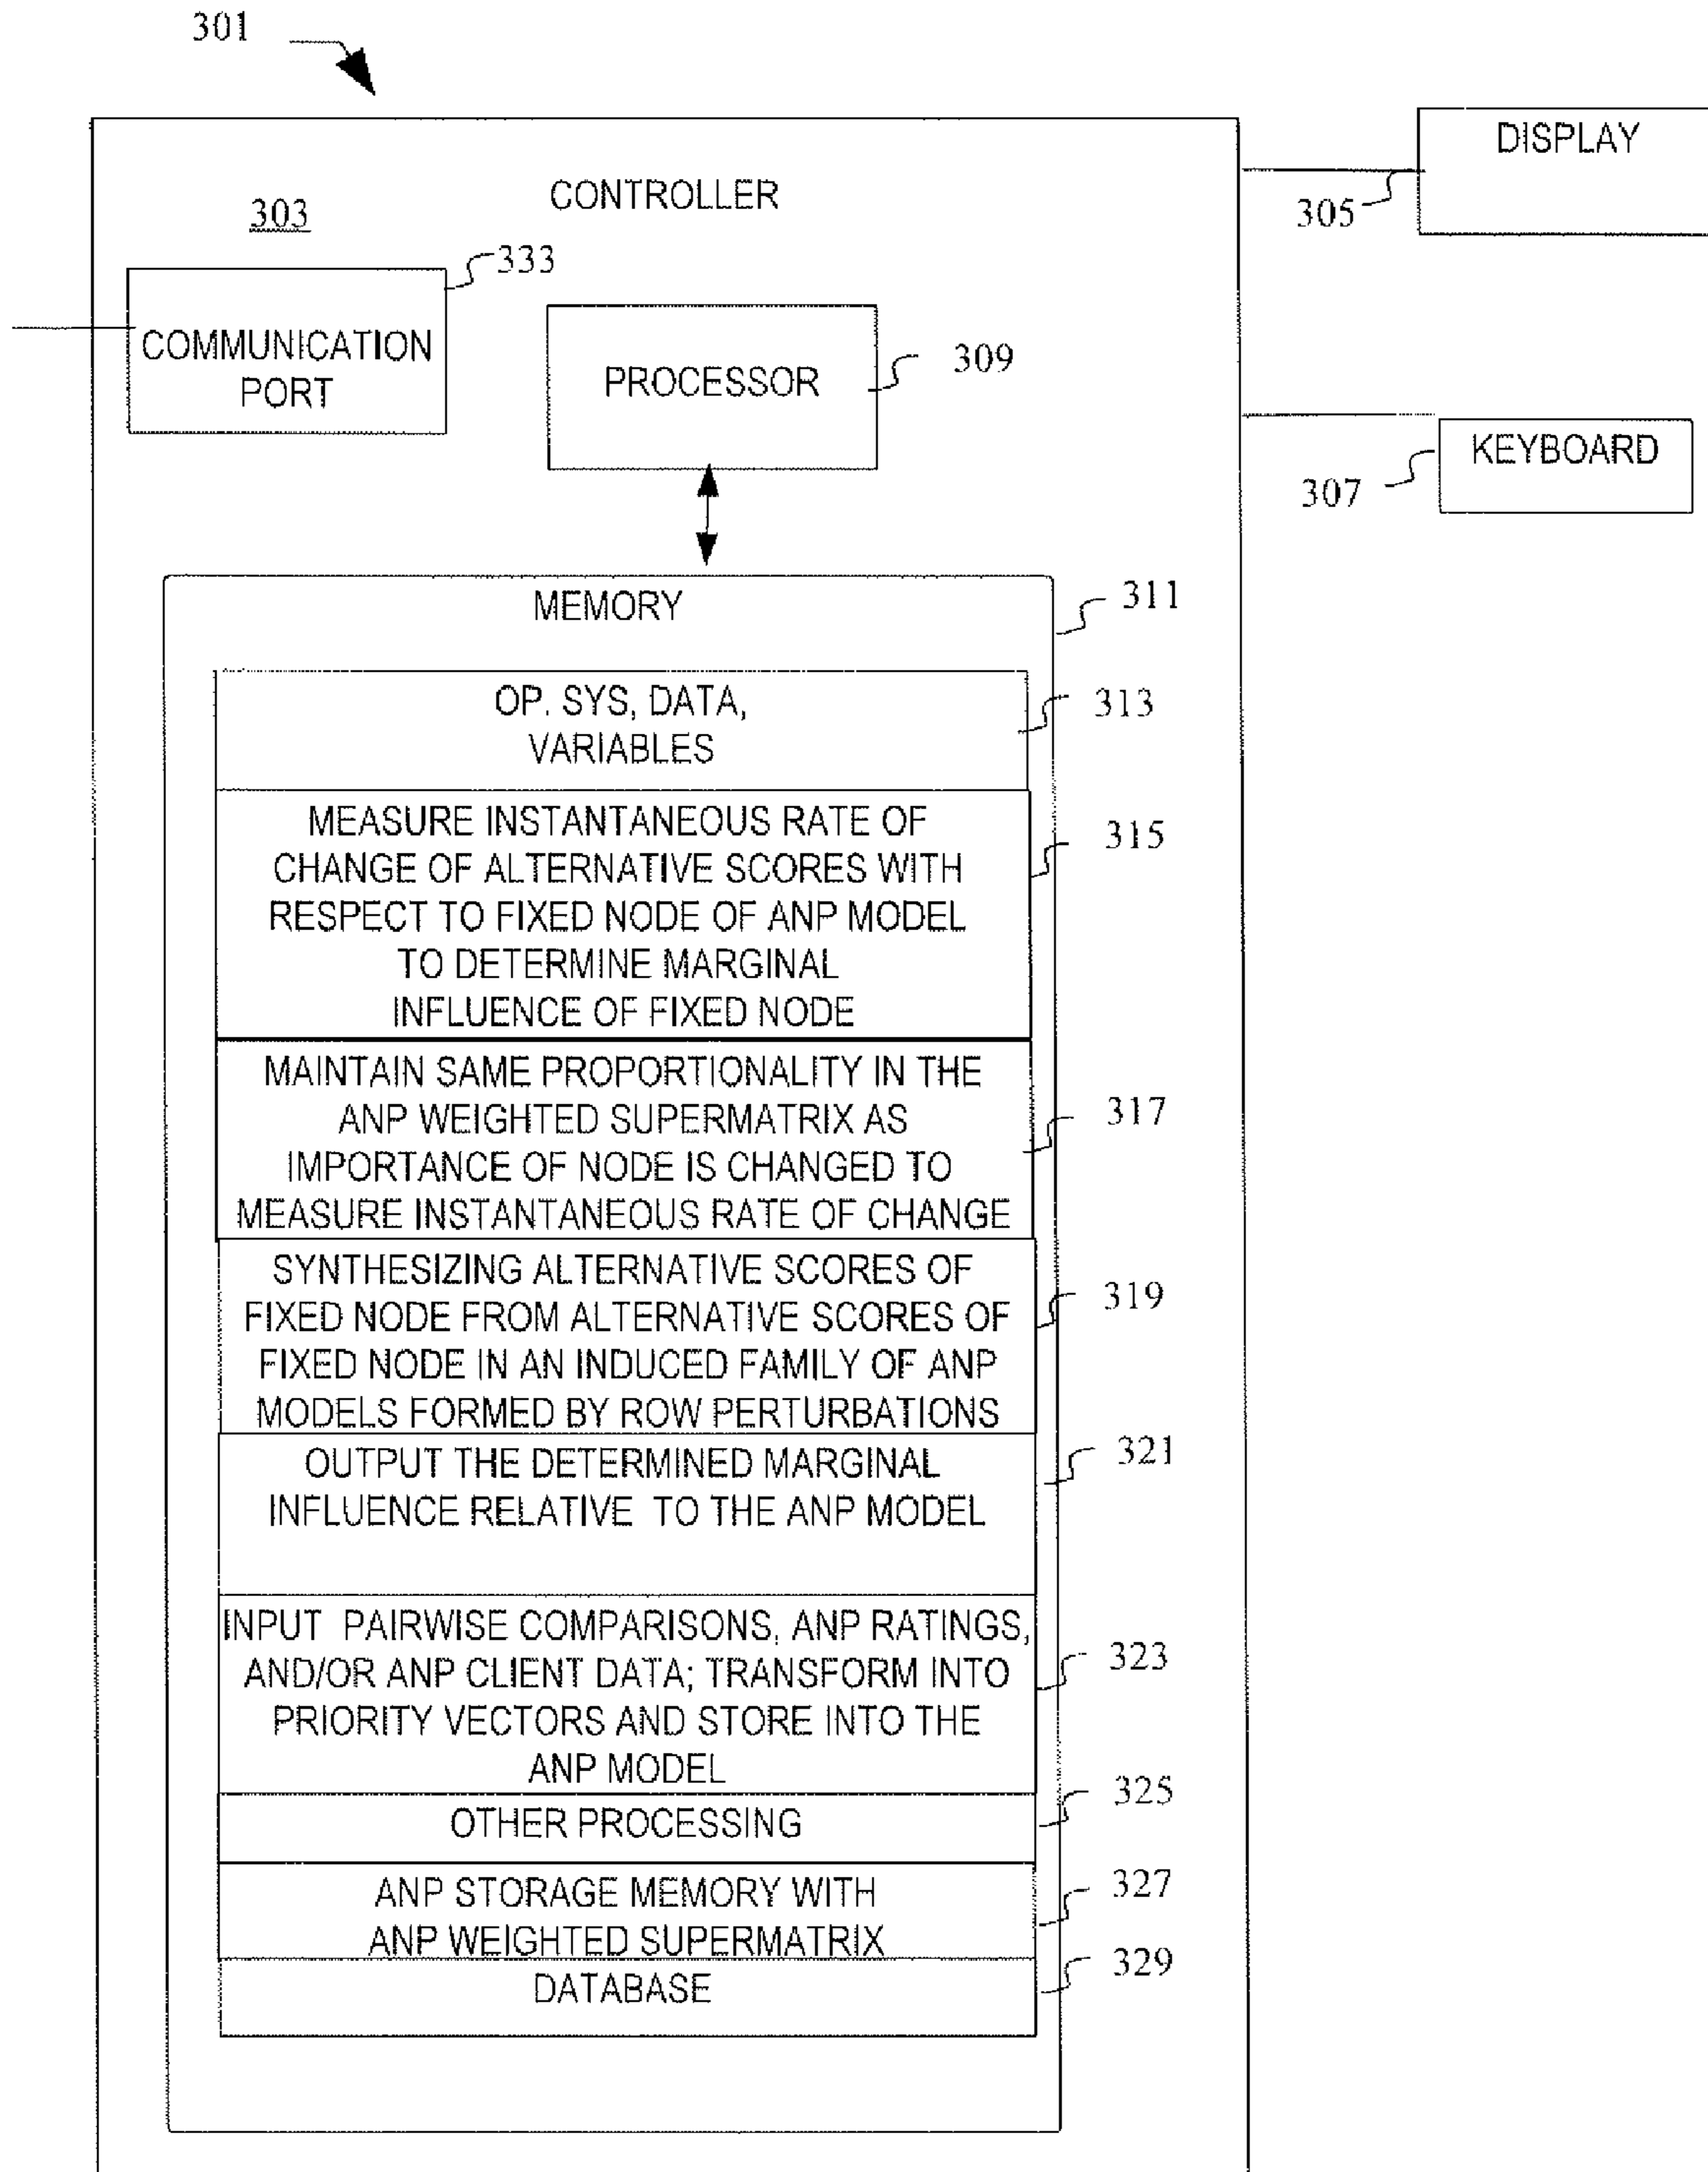 301
DISPLAY
305
CONTROLLER
303
333
COMMUNICATION
PORT
PROCESSOR
309
KEYBOARD
307
MEMORY
311
OP. SYS, DATA,
VARIABLES
313
MEASURE INSTANTANEOUS RATE OF
CHANGE OF ALTERNATIVE SCORES WITH
RESPECT TO FIXED NODE OF ANP MODEL
TO DETERMINE MARGINAL
INFLUENCE OF FIXED NODE
315
MAINTAIN SAME PROPORTIONALITY IN THE
ANP WEIGHTED SUPERMATRIX AS
IMPORTANCE OF NODE IS CHANGED TO
MEASURE INSTANTANEOUS RATE OF CHANGE
317
SYNTHESIZING ALTERNATIVE SCORES OF
FIXED NODE FROM ALTERNATIVE SCORES OF
FIXED NODE IN AN INDUCED FAMILY OF ANP
MODELS FORMED BY ROW PERTURBATIONS
319
OUTPUT THE DETERMINED MARGINAL
INFLUENCE RELATIVE TO THE ANP MODEL
321
INPUT PAIRWISE COMPARISONS, ANP RATINGS,
AND/OR ANP CLIENT DATA; TRANSFORM INTO
PRIORITY VECTORS AND STORE INTO THE
ANP MODEL
323
OTHER PROCESSING
325
ANP STORAGE MEMORY WITH
ANP WEIGHTED SUPERMATRIX
327
DATABASE
329